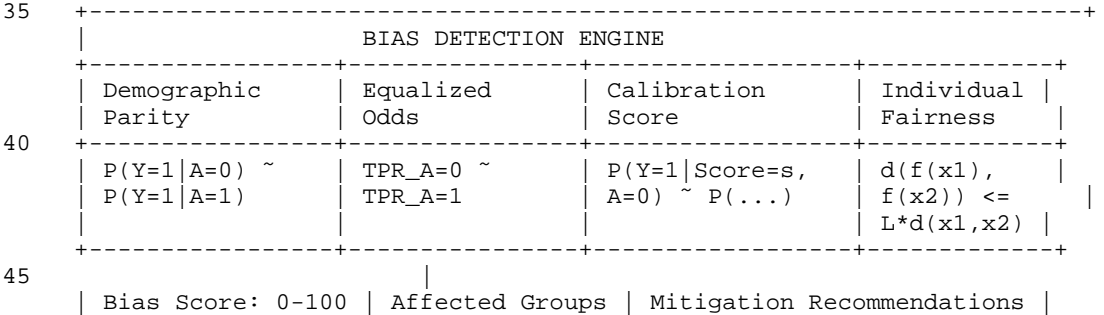 35    +---------------------------------------------------------------+
      |                 BIAS DETECTION ENGINE
      +----------------+---------------+-----------------+------------+
      | Demographic    | Equalized     | Calibration     | Individual |
      | Parity         | Odds          | Score           | Fairness   |
40    +----------------+---------------+-----------------+------------+
      | P(Y=1|A=0) ~   | TPR_A=0 ~     | P(Y=1|Score=s,  | d(f(x1),   |
      | P(Y=1|A=1)     | TPR_A=1       | A=0) ~ P(...)   | f(x2)) <=    |
      |                |               |                 | L*d(x1,x2) |
      +----------------+---------------+-----------------+------------+
45                          |
      | Bias Score: 0-100 | Affected Groups | Mitigation Recommendations |